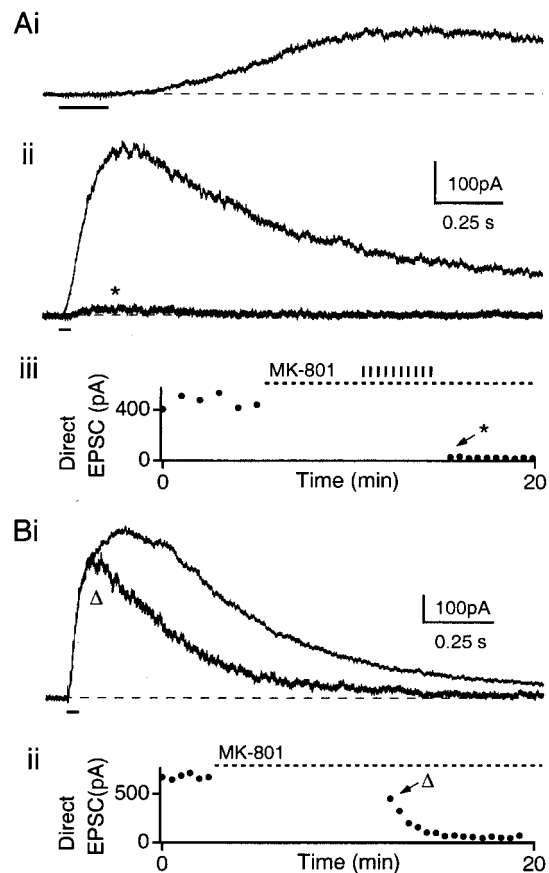 Ai
ii
100pA
0.25 s
*
iii
MK-801
Direct
EPSC (pA)
400
0
*
0
Time (min)
20
Bi
Δ
100pA
0.25 s
ii
MK-801
Direct
EPSC(pA)
500
0
Δ
0
Time (min)
20